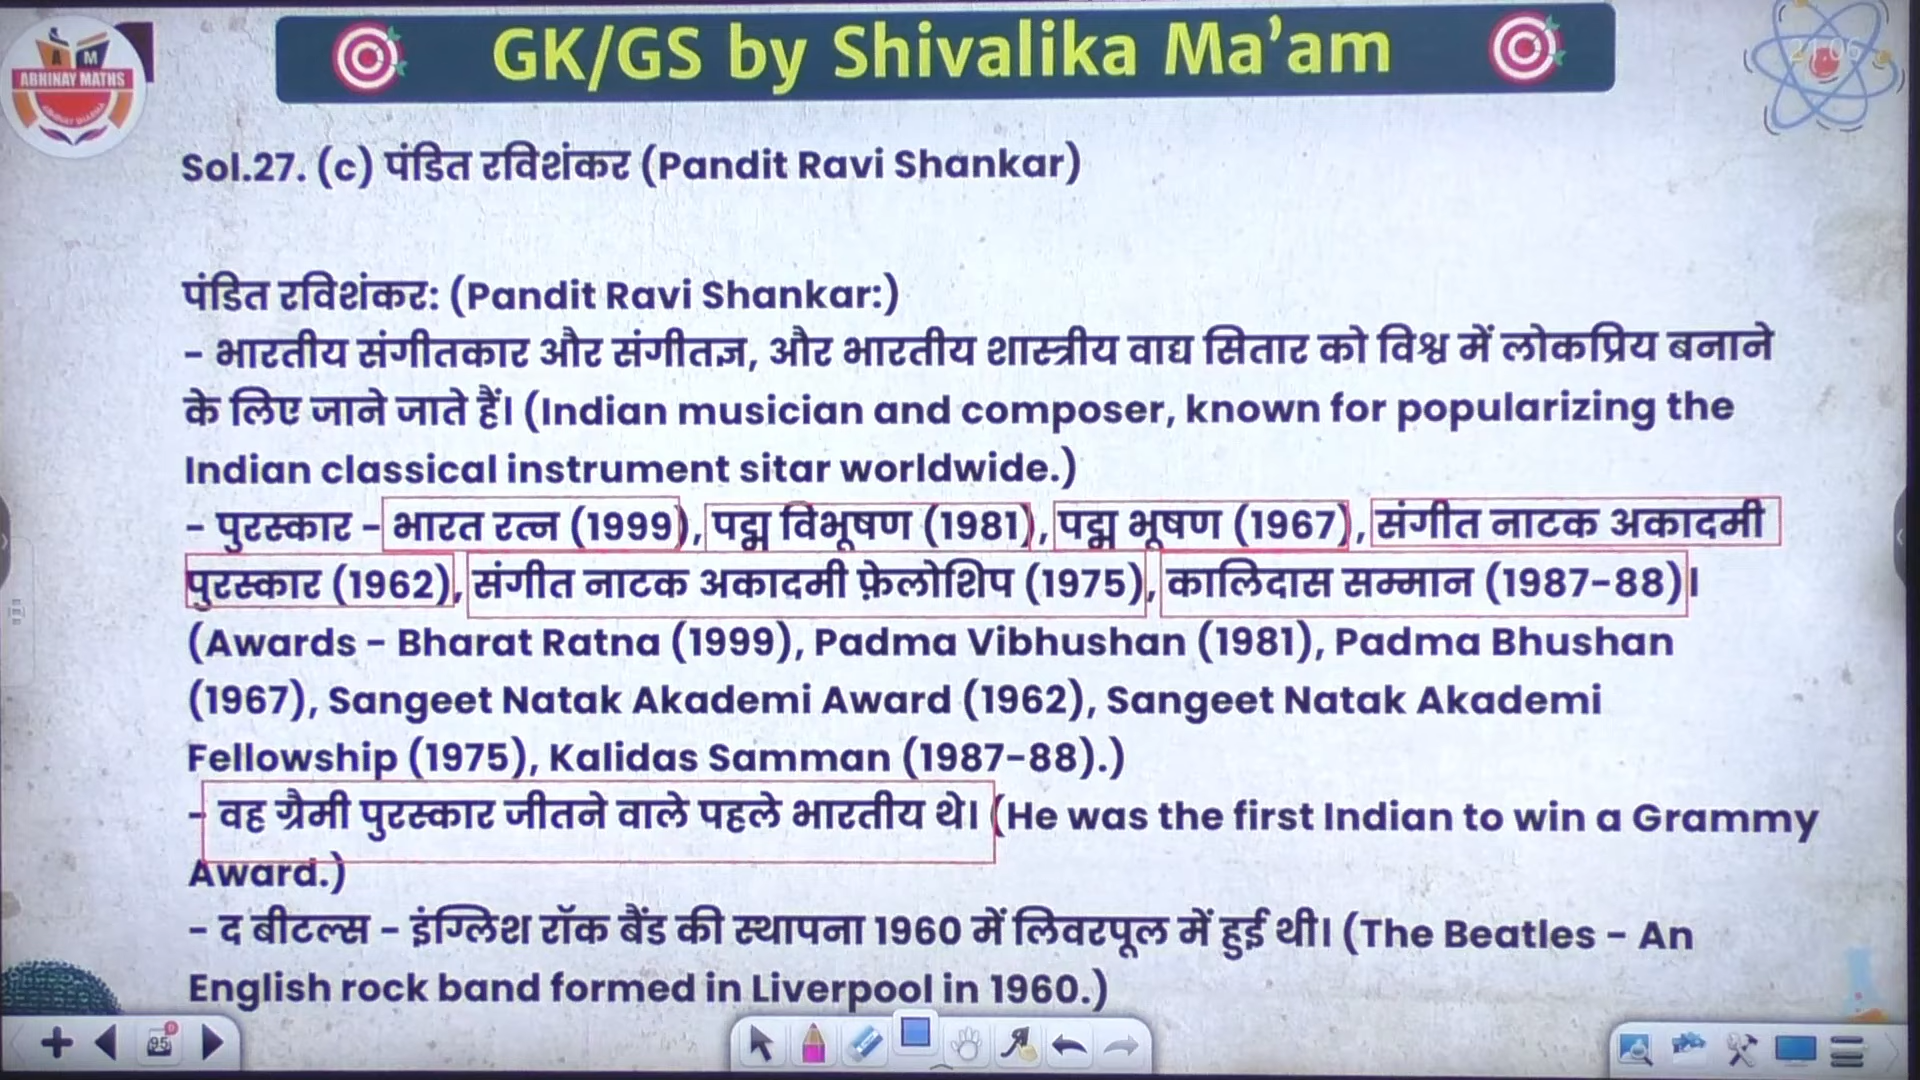 GK/GS by Shivalika Ma'am
ABHINAY MATHS
21:06
Sol.27. (c) पंडित रविशंकर (Pandit Ravi Shankar)
पंडित रविशंकर: (Pandit Ravi Shankar:)
- भारतीय संगीतकार और संगीतज्ञ, और भारतीय शास्त्रीय वाद्य सितार को विश्व में लोकप्रिय बनाने
के लिए जाने जाते हैं। (Indian musician and composer, known for popularizing the
Indian classical instrument sitar worldwide.)
- पुरस्कार - भारत रत्न (1999), पद्म विभूषण (1981), पद्म भूषण (1967), संगीत नाटक अकादमी
पुरस्कार (1962), संगीत नाटक अकादमी फ़ेलोशिप (1975), कालिदास सम्मान (1987-88)।
(Awards - Bharat Ratna (1999), Padma Vibhushan (1981), Padma Bhushan
(1967), Sangeet Natak Akademi Award (1962), Sangeet Natak Akademi
Fellowship (1975), Kalidas Samman (1987-88).)
- वह ग्रैमी पुरस्कार जीतने वाले पहले भारतीय थे। (He was the first Indian to win a Grammy
Award.)
- द बीटल्स - इंग्लिश रॉक बैंड की स्थापना 1960 में लिवरपूल में हुई थी। (The Beatles - An
English rock band formed in Liverpool in 1960.)
95